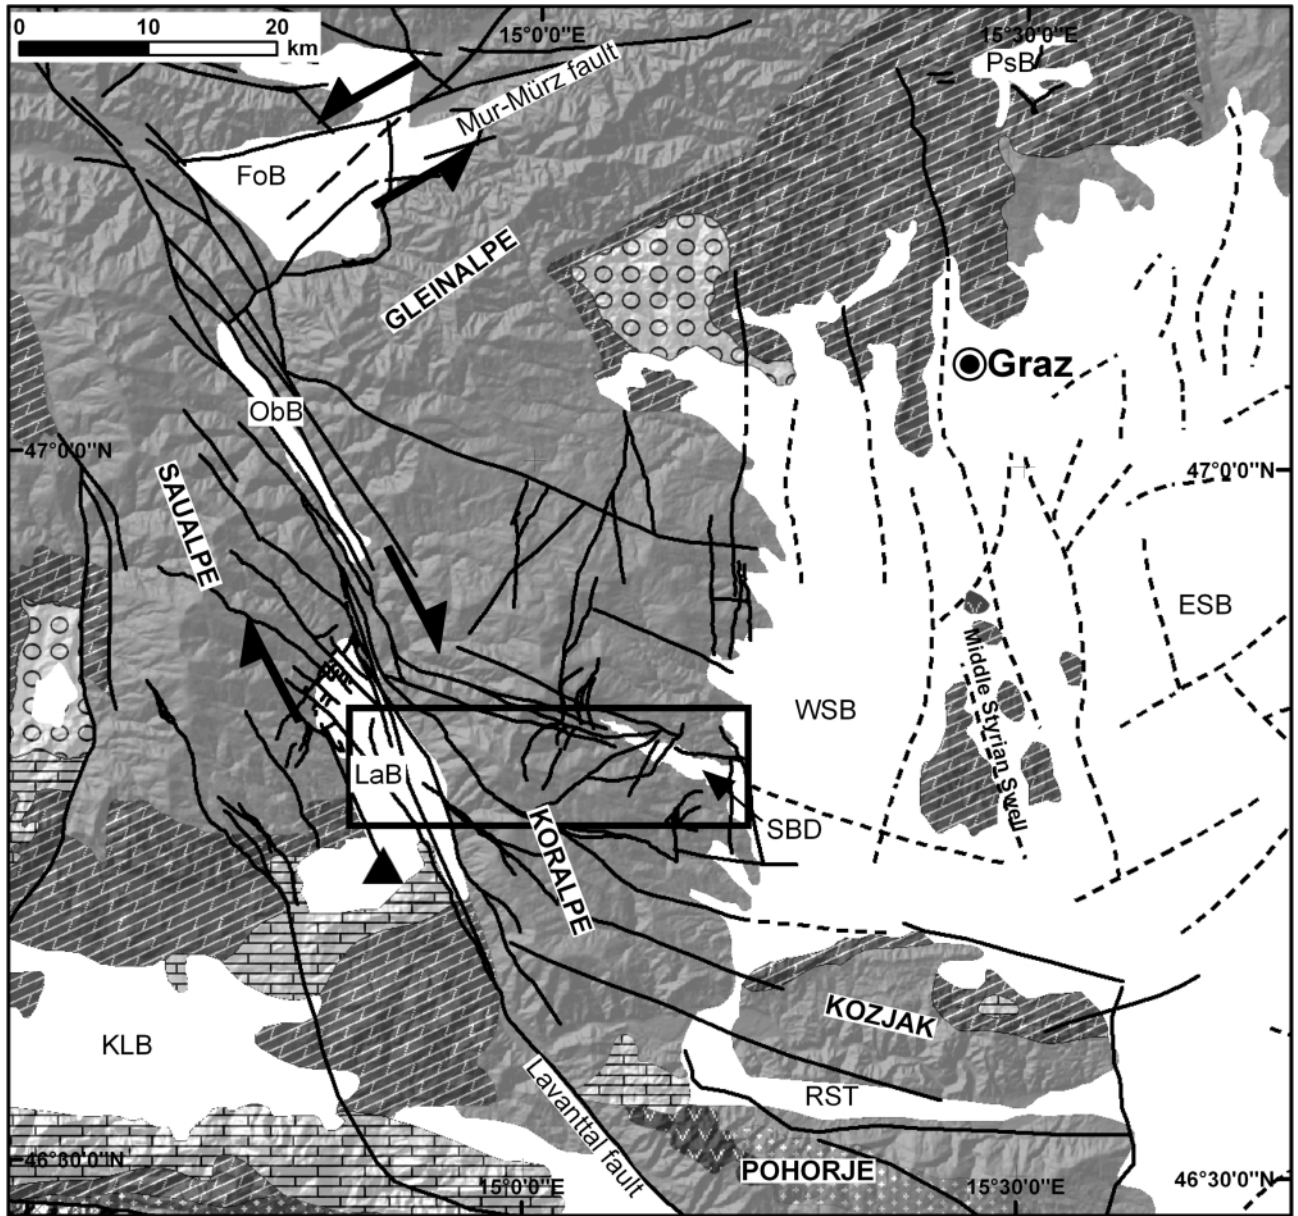 0 10 20
km
15°0'0"E
15°30'0"E
PsB
Mur-Mürz fault
FoB
GLEINALPE
Graz
ObB
47°0'0"N
47°0'0"N
SAUALPE
ESB
WSB
Middle Styrian Swell
LaB
SBD
KORALPE
KOZJAK
KLB
RST
Lavanttal fault
POHORJE
46°30'0"N
15°0'0"E
15°30'0"E
46°30'0"N